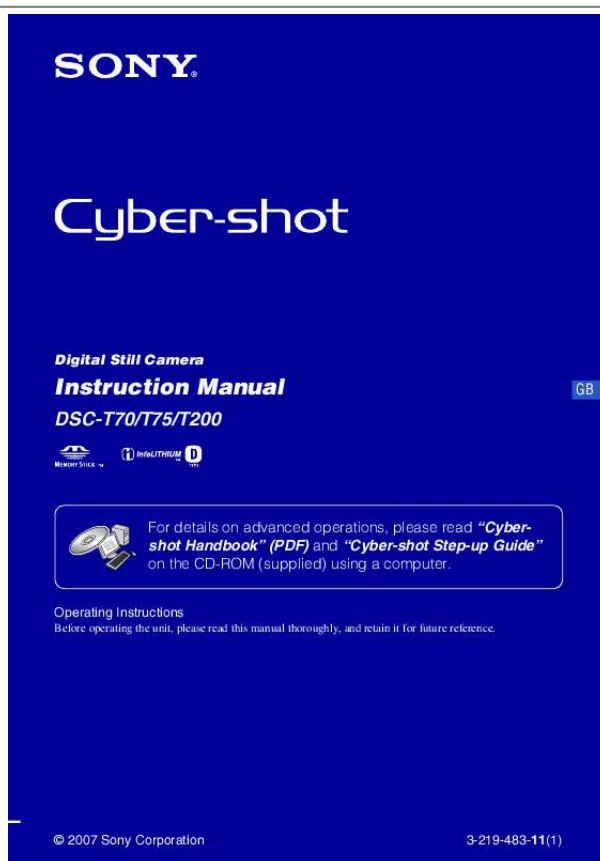 SONY®
Cyber-shot
Digital Still Camera
Instruction Manual
GB
DSC-T70/T75/T200
MEMORY STICK ™
i InfoLITHIUM ™ D TYPE
For details on advanced operations, please read “Cyber-
shot Handbook” (PDF) and “Cyber-shot Step-up Guide”
on the CD-ROM (supplied) using a computer.
Operating Instructions
Before operating the unit, please read this manual thoroughly, and retain it for future reference.
© 2007 Sony Corporation
3-219-483-11(1)